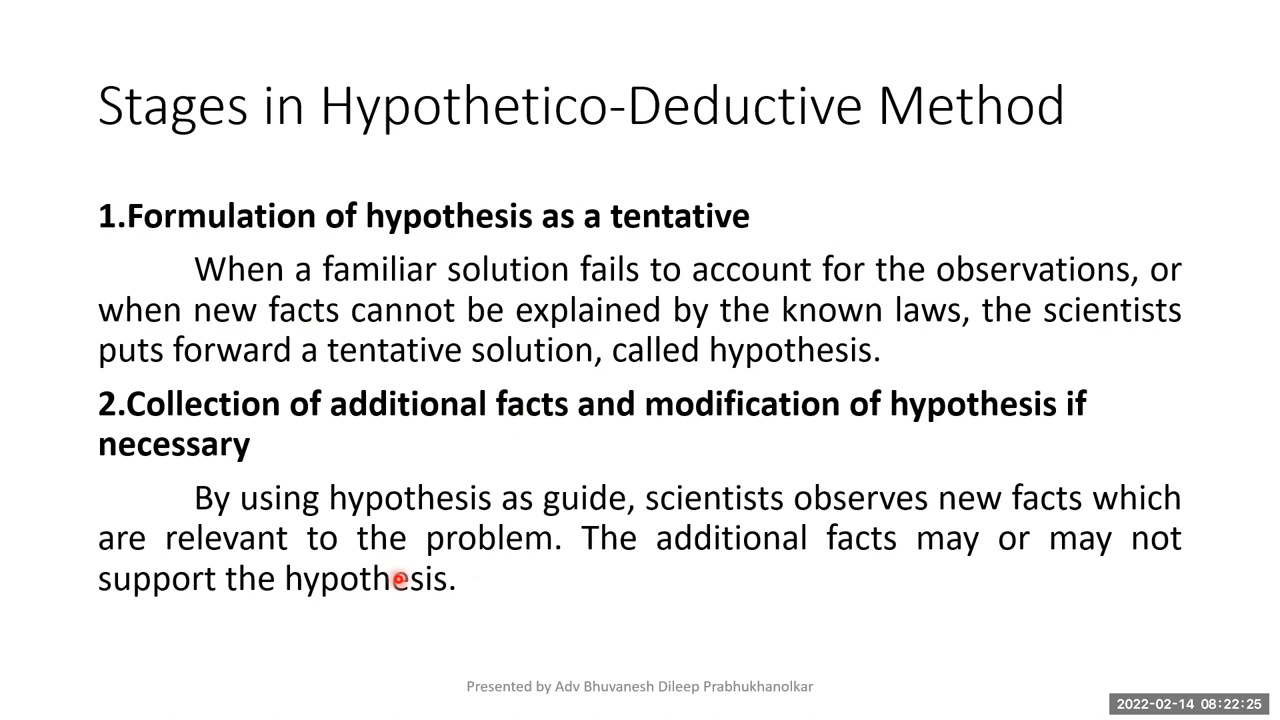 Stages in Hypothetico-Deductive Method
1.Formulation of hypothesis as a tentative
When a familiar solution fails to account for the observations, or
when new facts cannot be explained by the known laws, the scientists
puts forward a tentative solution, called hypothesis.
2.Collection of additional facts and modification of hypothesis if
necessary
By using hypothesis as guide, scientists observes new facts which
are relevant to the problem. The additional facts may or may not
support the hypothesis.
Presented by Adv Bhuvanesh Dileep Prabhukhanolkar
2022-02-14 08:22:25